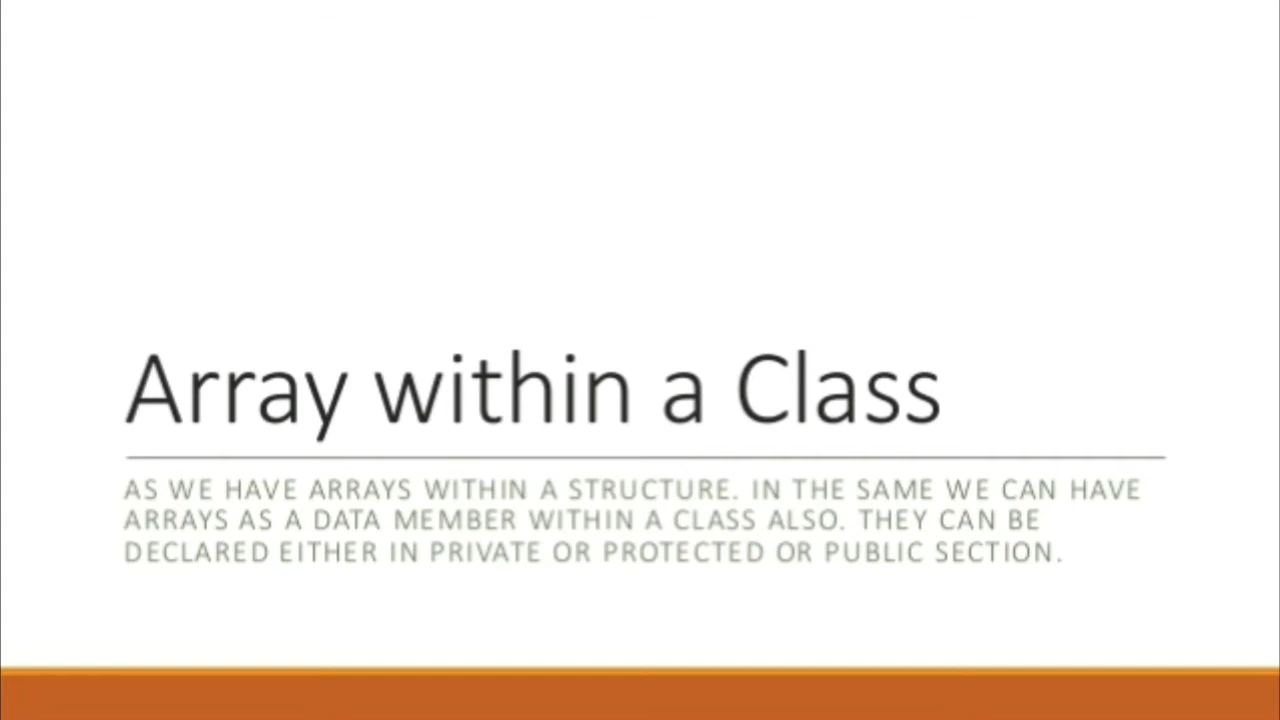 Array within a Class
AS WE HAVE ARRAYS WITHIN A STRUCTURE. IN THE SAME WE CAN HAVE
ARRAYS AS A DATA MEMBER WITHIN A CLASS ALSO. THEY CAN BE
DECLARED EITHER IN PRIVATE OR PROTECTED OR PUBLIC SECTION.